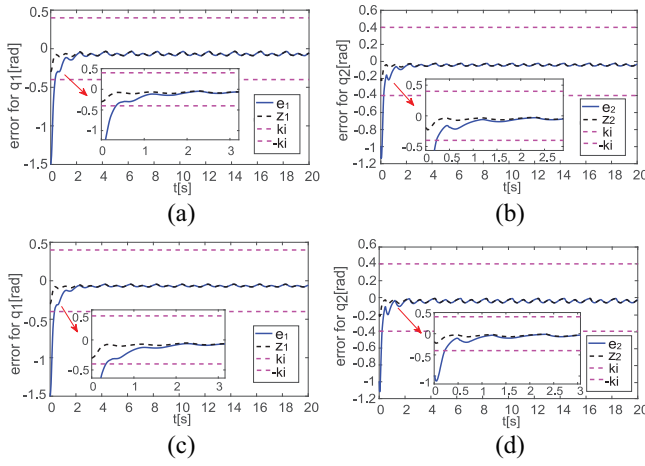 error for q1[rad]
0.5
0
-0.5
-1
-1.5
0.5
0
-0.5
-1
0 1 2 3
e1
z1
ki
-ki
0 2 4 6 8 10 12 14 16 18 20
t[s]
(a)
error for q2[rad]
0.6
0.4
0.2
0
-0.2
-0.4
-0.6
-0.8
-1
-1.2
0.5
0
-0.5
0 0.5 1 1.5 2 2.5
e2
z2
ki
-ki
0 2 4 6 8 10 12 14 16 18 20
t[s]
(b)
error for q1[rad]
0.5
0
-0.5
-1
-1.5
0.5
0
-0.5
0 1 2 3
e1
z1
ki
-ki
0 2 4 6 8 10 12 14 16 18 20
t[s]
(c)
error for q2[rad]
0.6
0.4
0.2
0
-0.2
-0.4
-0.6
-0.8
-1
-1.2
0.5
0
-0.5
-1
0 0.5 1 1.5 2 2.5 3
e2
z2
ki
-ki
0 2 4 6 8 10 12 14 16 18 20
t[s]
(d)